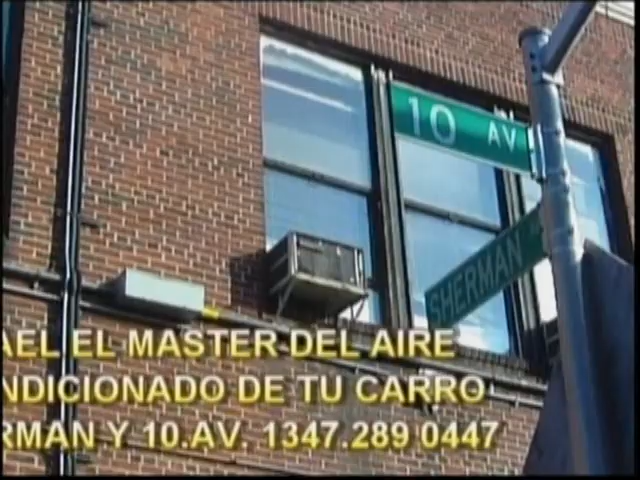 10 AV
SHERMAN
AEL EL MASTER DEL AIRE
NDICIONADO DE TU CARRO
RMAN Y 10.AV. 1347.289 0447